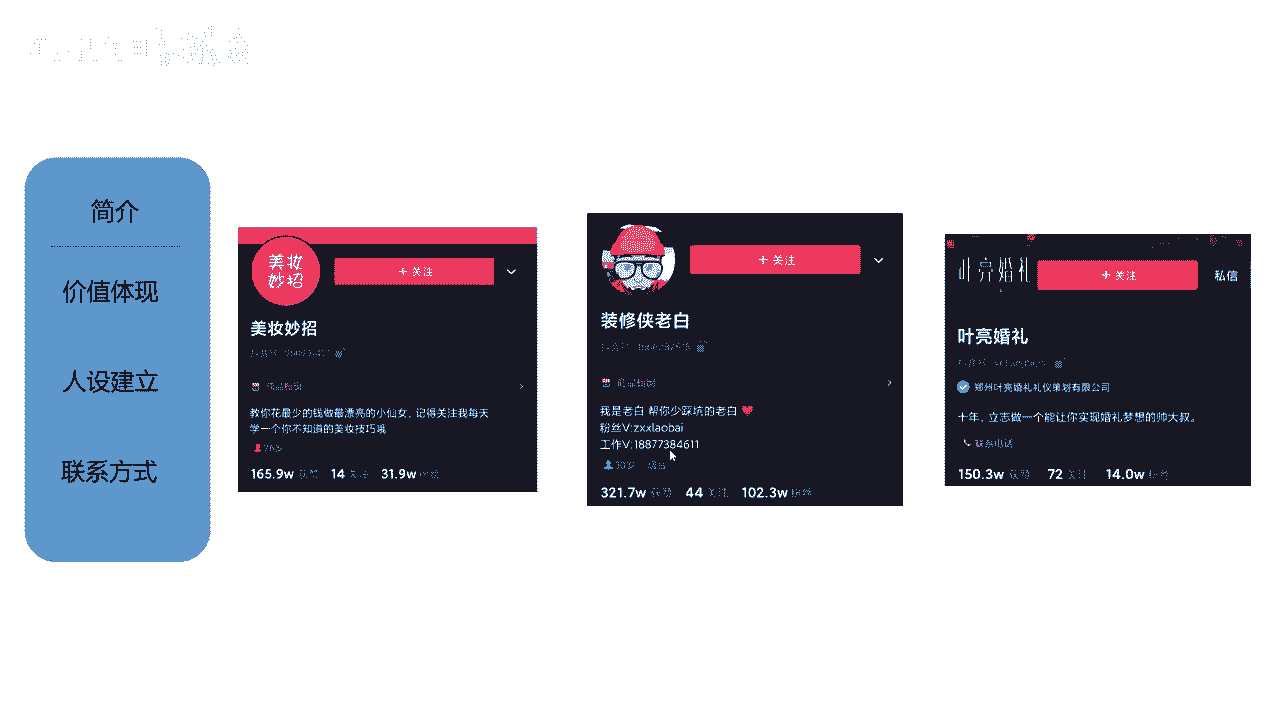 简介
价值体现
人设建立
联系方式
美妆
妙招
+ 关注
美妆妙招
教你花最少的钱做最漂亮的小仙女，记得关注我每天
学一个你不知道的美妆技巧哦
165.9w 获赞 14 关注 31.9w 粉丝
+ 关注
装修侠老白
商品橱窗
我是老白 帮你少踩坑的老白
粉丝V:zxxlaobai
工作V:18877384611
321.7w 获赞 44 关注 102.3w 粉丝
叶亮婚礼
+ 关注 私信
叶亮婚礼
郑州叶亮婚礼礼仪策划有限公司
十年、立志做一个能让你实现婚礼梦想的帅大叔。
联系电话
150.3w 获赞 72 关注 14.0w 粉丝